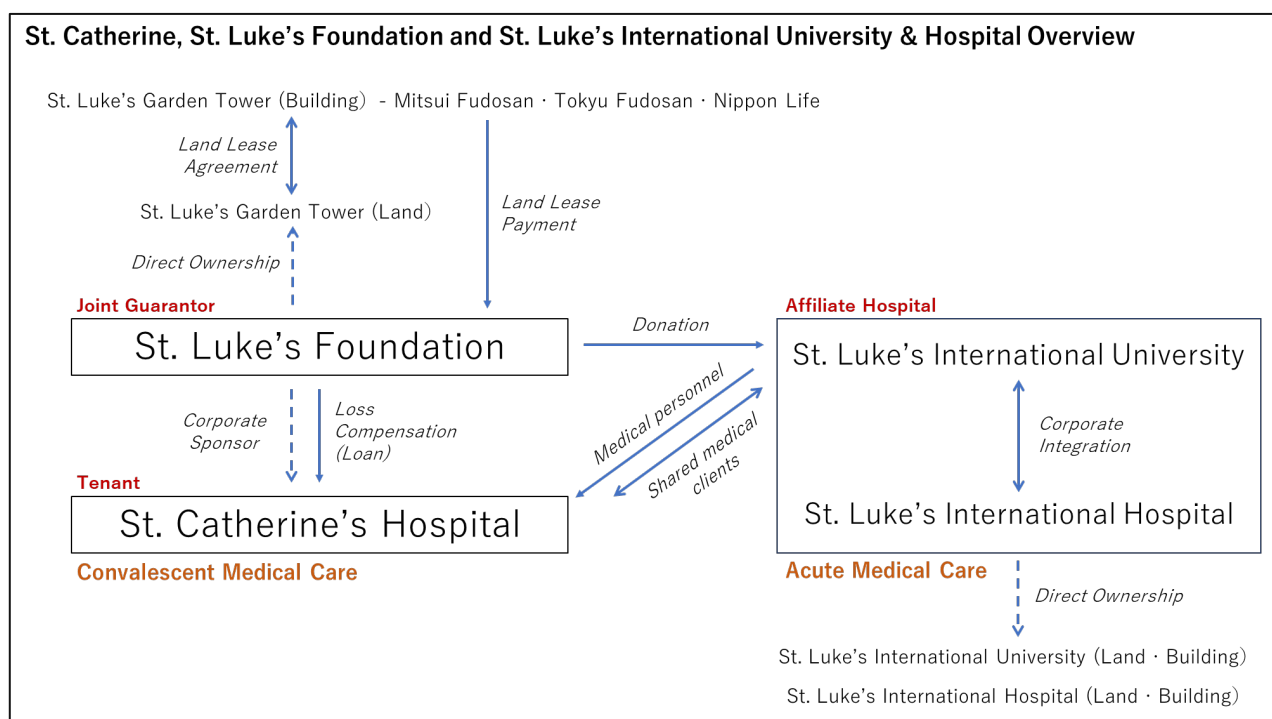 St. Catherine, St. Luke's Foundation and St. Luke's International University & Hospital Overview
St. Luke's Garden Tower (Building) - Mitsui Fudosan・Tokyu Fudosan・Nippon Life
Land Lease
Agreement
Land Lease
Payment
St. Luke's Garden Tower (Land)
Direct Ownership
Joint Guarantor
St. Luke's Foundation
Donation
Affiliate Hospital
St. Luke's International University
Corporate
Integration
St. Luke's International Hospital
Medical personnel
Shared medical
clients
Corporate
Sponsor
Loss
Compensation
(Loan)
Tenant
St. Catherine's Hospital
Convalescent Medical Care
Acute Medical Care
Direct Ownership
St. Luke's International University (Land・Building)
St. Luke's International Hospital (Land・Building)